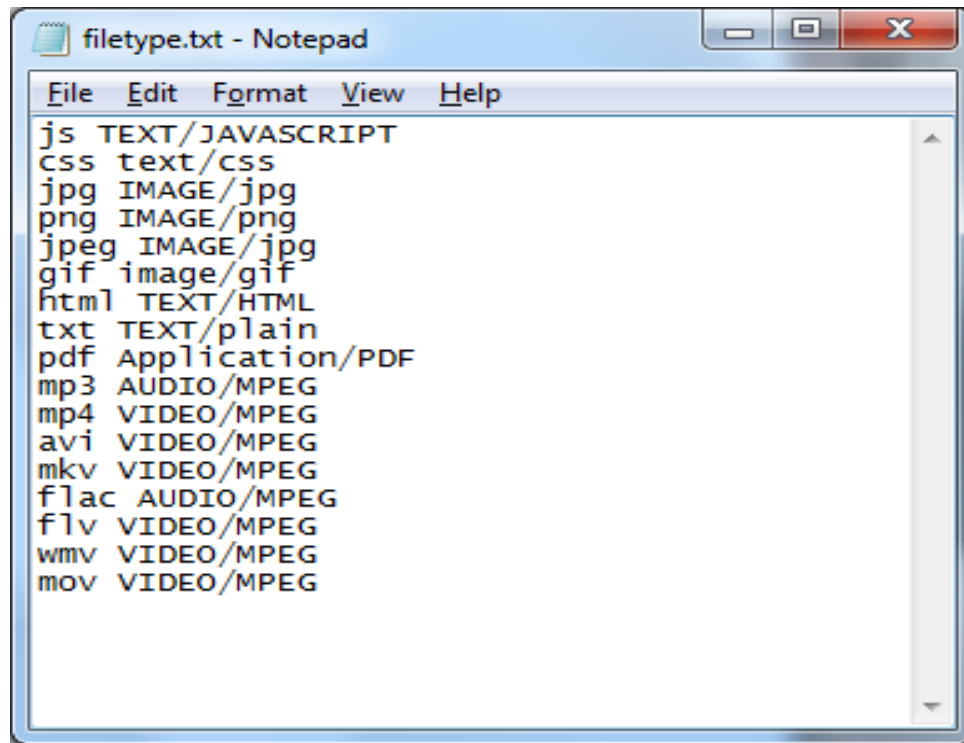 filetype.txt - Notepad
File Edit Format View Help
js TEXT/JAVASCRIPT
css text/css
jpg IMAGE/jpg
png IMAGE/png
jpeg IMAGE/jpg
gif image/gif
html TEXT/HTML
txt TEXT/plain
pdf Application/PDF
mp3 AUDIO/MPEG
mp4 VIDEO/MPEG
avi VIDEO/MPEG
mkv VIDEO/MPEG
flac AUDIO/MPEG
flv VIDEO/MPEG
wmv VIDEO/MPEG
mov VIDEO/MPEG